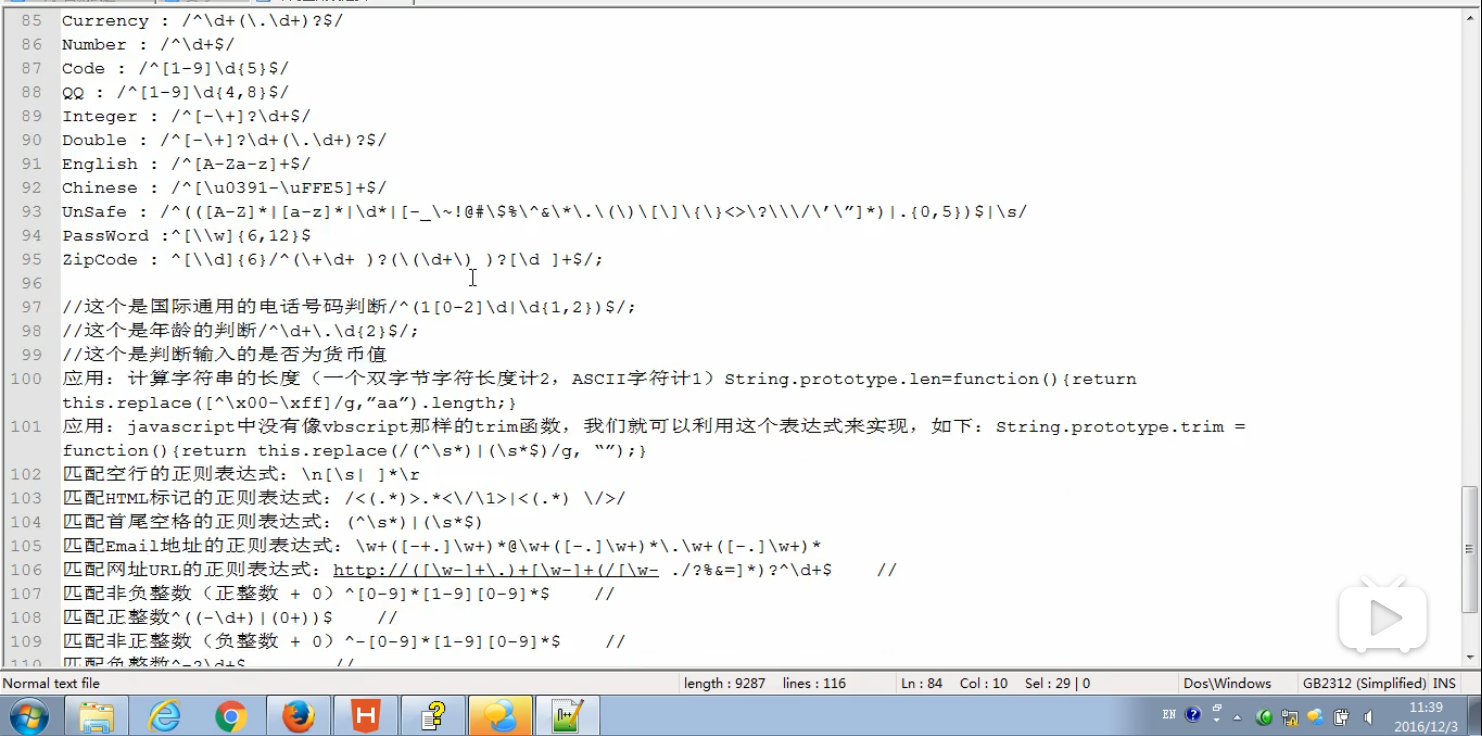 85 Currency : /^\d+(\.\d+)?$/
86 Number : /^\d+$/
87 Code : /^[1-9]\d{5}$/
88 QQ : /^[1-9]\d{4,8}$/
89 Integer : /^[-\+]?\d+$/
90 Double : /^[-\+]?\d+(\.\d+)?$/
91 English : /^[A-Za-z]+$/
92 Chinese : /^[\u0391-\uFFE5]+$/
93 UnSafe : /^(([A-Z]*|[a-z]*|\d*|[-_\~!@#\$%\^&\*\.\(\)\[\]\{\}<>\?\\\/\’\”]*)|.{0,5})$|\s/
94 PassWord :^[\\w]{6,12}$
95 ZipCode : ^[\\d]{6}/^(\+\d+ )?(\(\d+\) )?[\d ]+$/;
96
97 //这个是国际通用的电话号码判断/^(1[0-2]\d|\d{1,2})$/;
98 //这个是年龄的判断/^\d+\.\d{2}$/;
99 //这个是判断输入的是否为货币值
100 应用：计算字符串的长度（一个双字节字符长度计2，ASCII字符计1）String.prototype.len=function(){return
this.replace([^\x00-\xff]/g,”aa”).length;}
101 应用：javascript中没有像vbscript那样的trim函数，我们就可以利用这个表达式来实现，如下：String.prototype.trim =
function(){return this.replace(/(^\s*)|(\s*$)/g, “”);}
102 匹配空行的正则表达式：\n[\s| ]*\r
103 匹配HTML标记的正则表达式：/<(.*)>.*<\/\1>|<(.*) \/>/
104 匹配首尾空格的正则表达式：(^\s*)|(\s*$)
105 匹配Email地址的正则表达式：\w+([-+.]\w+)*@\w+([-.]\w+)*\.\w+([-.]\w+)*
106 匹配网址URL的正则表达式：http://([\w-]+\.)+[\w-]+(/[\w- ./?%&=]*)?^\d+$ //
107 匹配非负整数（正整数 + 0）^[0-9]*[1-9][0-9]*$ //
108 匹配正整数^((-\d+)|(0+))$ //
109 匹配非正整数（负整数 + 0）^-[0-9]*[1-9][0-9]*$ //
110 匹配负整数^-?\d+$ //
Normal text file length : 9287 lines : 116 Ln : 84 Col : 10 Sel : 29 | 0 Dos\Windows GB2312 (Simplified) INS
EN 11:39
2016/12/3